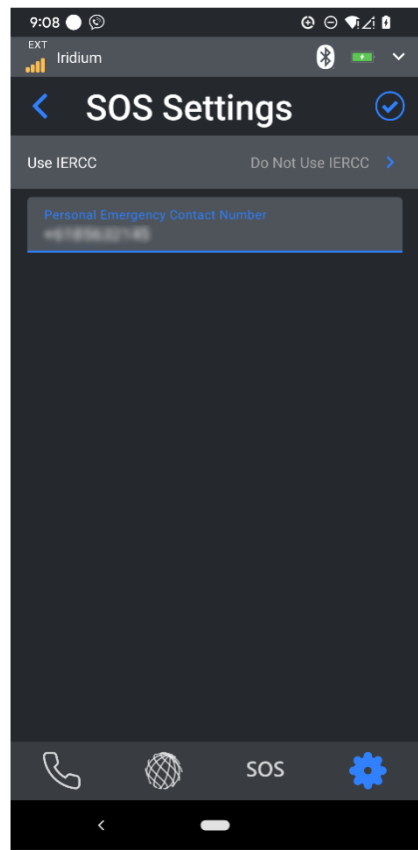 9:08
EXT
Iridium
SOS Settings
Use IERCC Do Not Use IERCC
Personal Emergency Contact Number
SOS